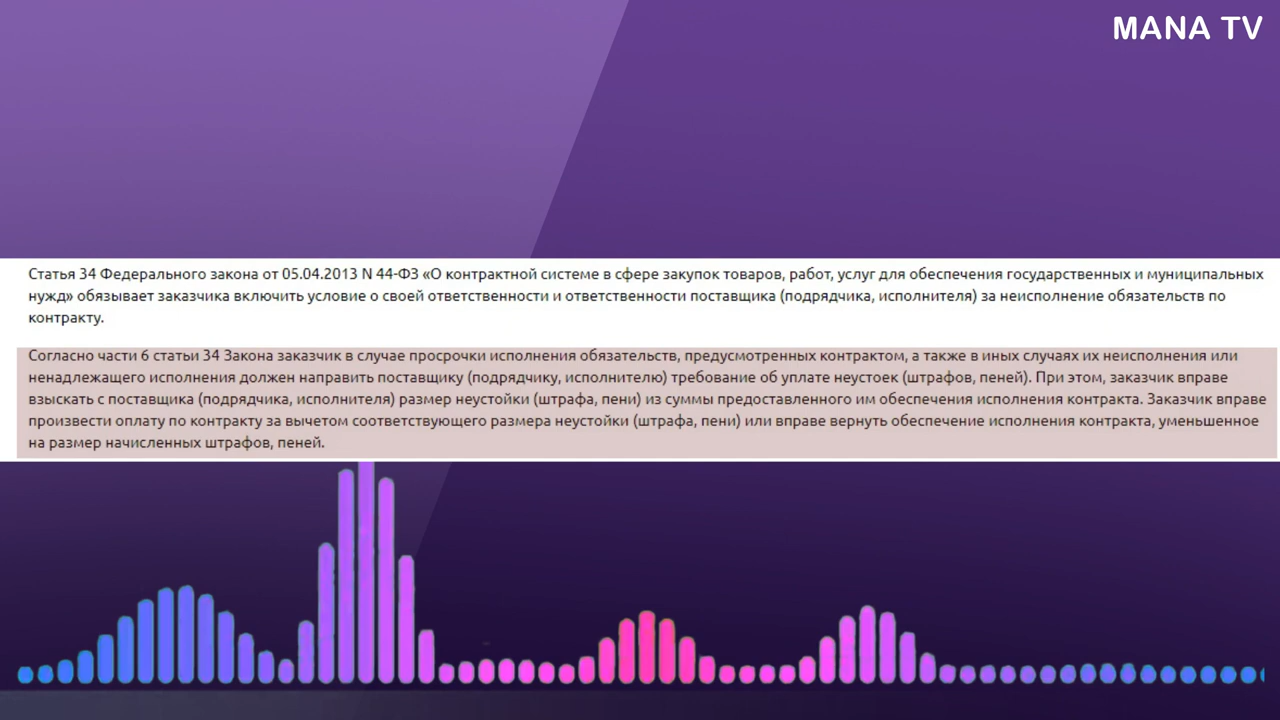 MANA TV
Статья 34 Федерального закона от 05.04.2013 N 44-ФЗ «О контрактной системе в сфере закупок товаров, работ, услуг для обеспечения государственных и муниципальных
нужд» обязывает заказчика включить условие о своей ответственности и ответственности поставщика (подрядчика, исполнителя) за неисполнение обязательств по
контракту.
Согласно части 6 статьи 34 Закона заказчик в случае просрочки исполнения обязательств, предусмотренных контрактом, а также в иных случаях их неисполнения или
ненадлежащего исполнения должен направить поставщику (подрядчику, исполнителю) требование об уплате неустоек (штрафов, пеней). При этом, заказчик вправе
взыскать с поставщика (подрядчика, исполнителя) размер неустойки (штрафа, пени) из суммы предоставленного им обеспечения исполнения контракта. Заказчик вправе
произвести оплату по контракту за вычетом соответствующего размера неустойки (штрафа, пени) или вправе вернуть обеспечение исполнения контракта, уменьшенное
на размер начисленных штрафов, пеней.